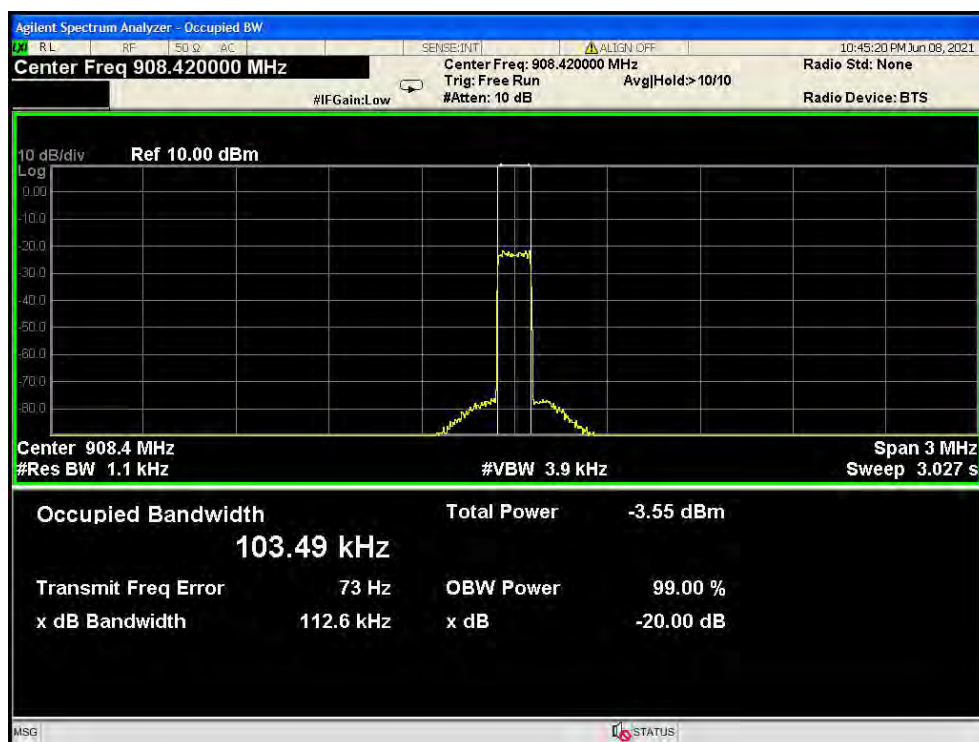 Agilent Spectrum Analyzer - Occupied BW
LXI RL RF 50 Ω AC SENSE:INT ALIGN OFF 10:45:20 PM Jun 08, 2021
Center Freq 908.420000 MHz Center Freq: 908.420000 MHz Radio Std: None
Trig: Free Run Avg|Hold:>10/10
#IFGain:Low #Atten: 10 dB Radio Device: BTS
10 dB/div Ref 10.00 dBm
Log
0.00
-10.0
-20.0
-30.0
-40.0
-50.0
-60.0
-70.0
-80.0
Center 908.4 MHz Span 3 MHz
#Res BW 1.1 kHz #VBW 3.9 kHz Sweep 3.027 s
Occupied Bandwidth Total Power -3.55 dBm
103.49 kHz
Transmit Freq Error 73 Hz OBW Power 99.00 %
x dB Bandwidth 112.6 kHz x dB -20.00 dB
MSG STATUS